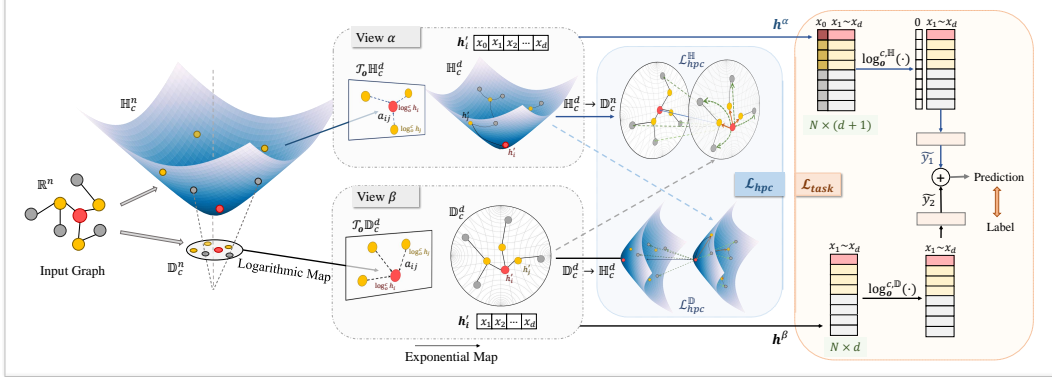 ℝⁿ
Input Graph
ℍ_c^n
𝔻_c^n
Logarithmic Map
View α
h'_i x_0 x_1 x_2 ... x_d
𝒯_o ℍ_c^d
ℍ_c^d
log_o^c h_i
a_ij
log_o^c h_j
h'_i
View β
𝒯_o 𝔻_c^d
𝔻_c^d
a_ij
log_o^c h_j
log_o^c h_i
h'_i
h'_i x_1 x_2 ... x_d
Exponential Map
ℒ_hpc^ℍ
ℍ_c^d → 𝔻_c^n
𝔻_c^d → ℍ_c^d
ℒ_hpc^𝔻
ℒ_hpc
ℒ_task
h^α
h^β
x_0 x_1~x_d
log_o^{c,ℍ}(·)
0 x_1~x_d
N × (d + 1)
ỹ_1
+ Prediction
ỹ_2
Label
x_1~x_d
log_o^{c,𝔻}(·)
x_1~x_d
N × d